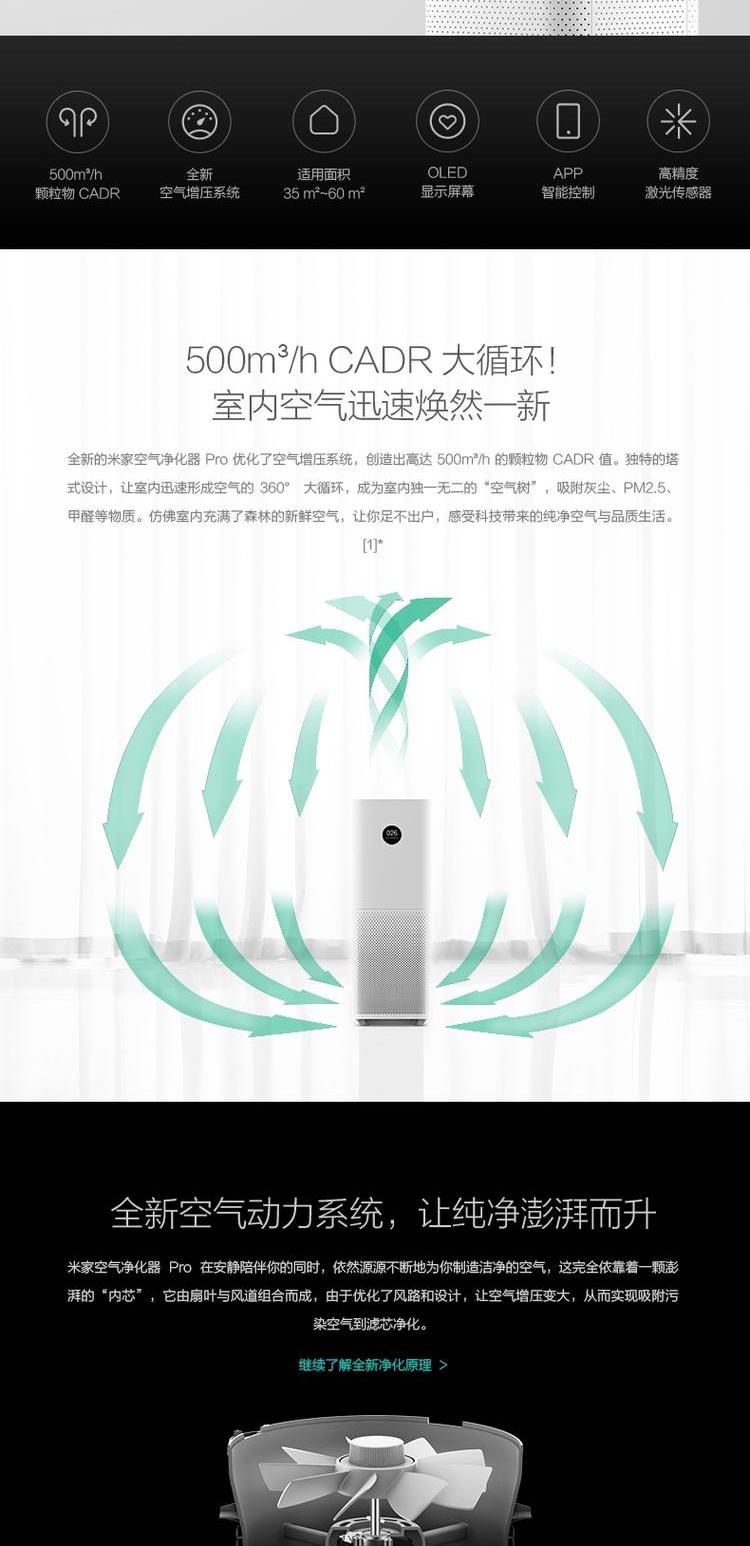 500m³/h
颗粒物 CADR
全新
空气增压系统
适用面积
35 m²~60 m²
OLED
显示屏幕
APP
智能控制
高精度
激光传感器
500m³/h CADR 大循环!
室内空气迅速焕然一新
全新的米家空气净化器 Pro 优化了空气增压系统，创造出高达 500m³/h 的颗粒物 CADR 值。独特的塔
式设计，让室内迅速形成空气的 360° 大循环，成为室内独一无二的“空气树”，吸附灰尘、PM2.5、
甲醛等物质。仿佛室内充满了森林的新鲜空气，让你足不出户，感受科技带来的纯净空气与品质生活。
[1]*
026
全新空气动力系统，让纯净澎湃而升
米家空气净化器 Pro 在安静陪伴你的同时，依然源源不断地为你制造洁净的空气，这完全依靠着一颗澎
湃的“内芯”，它由扇叶与风道组合而成，由于优化了风路和设计，让空气增压变大，从而实现吸附污
染空气到滤芯净化。
继续了解全新净化原理 >